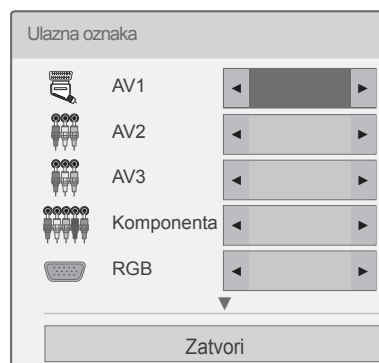 Ulazna oznaka
AV1
AV2
AV3
Komponenta
RGB
Zatvori